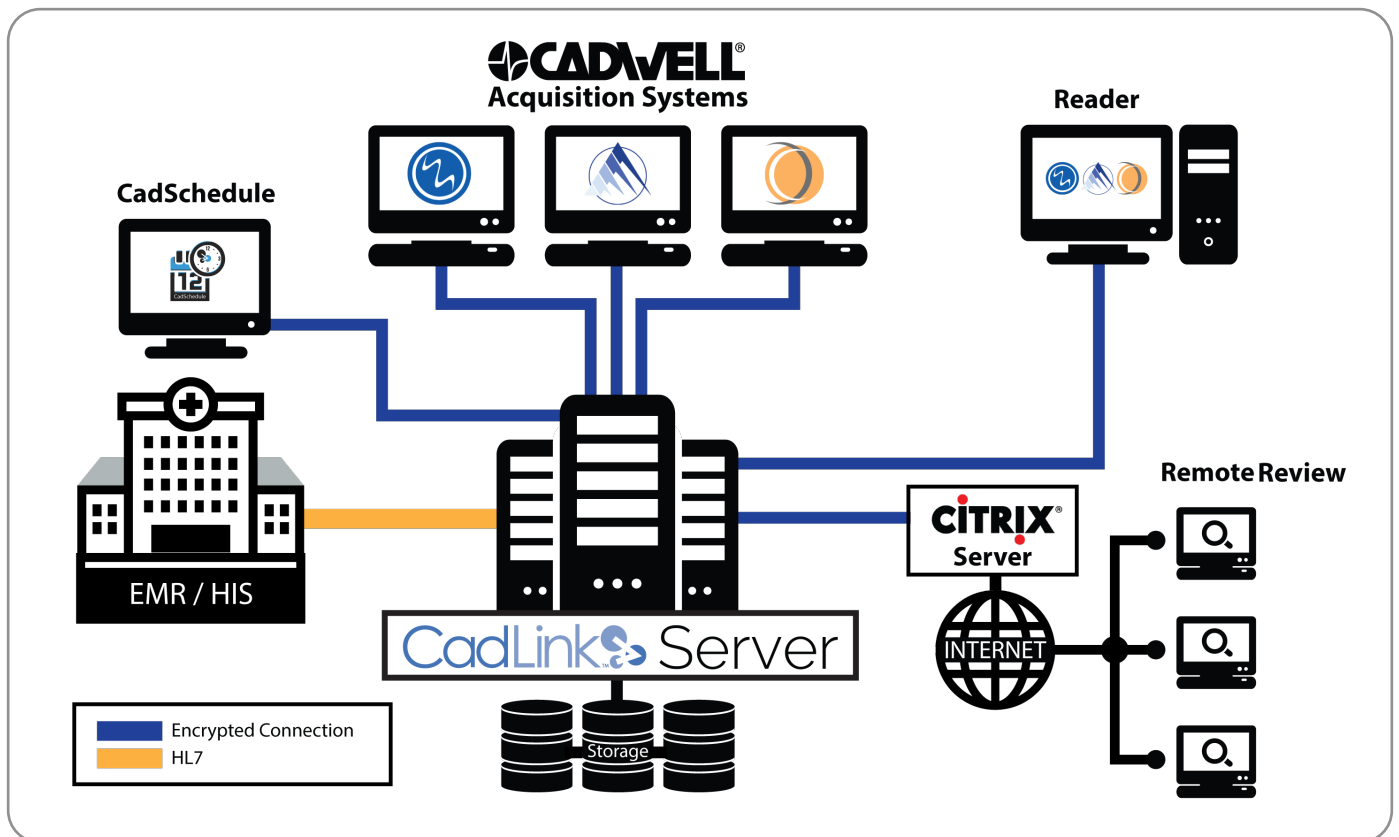 CADWELL®
Acquisition Systems
Reader
CadSchedule
12
CadSchedule
EMR / HIS
CiTRIX®
Server
Remote Review
INTERNET
CadLink™ Server
Storage
Encrypted Connection
HL7